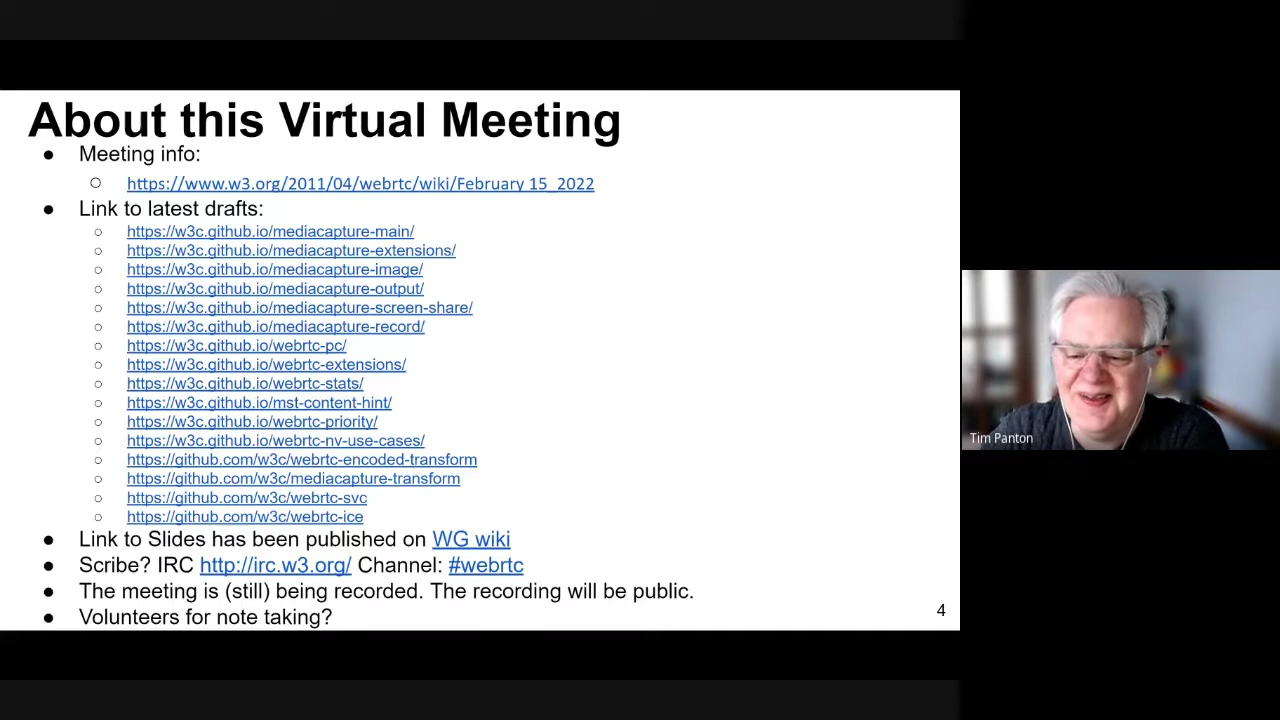 About this Virtual Meeting
● Meeting info:
○ https://www.w3.org/2011/04/webrtc/wiki/February 15_2022
● Link to latest drafts:
○ https://w3c.github.io/mediacapture-main/
○ https://w3c.github.io/mediacapture-extensions/
○ https://w3c.github.io/mediacapture-image/
○ https://w3c.github.io/mediacapture-output/
○ https://w3c.github.io/mediacapture-screen-share/
○ https://w3c.github.io/mediacapture-record/
○ https://w3c.github.io/webrtc-pc/
○ https://w3c.github.io/webrtc-extensions/
○ https://w3c.github.io/webrtc-stats/
○ https://w3c.github.io/mst-content-hint/
○ https://w3c.github.io/webrtc-priority/
○ https://w3c.github.io/webrtc-nv-use-cases/
○ https://github.com/w3c/webrtc-encoded-transform
○ https://github.com/w3c/mediacapture-transform
○ https://github.com/w3c/webrtc-svc
○ https://github.com/w3c/webrtc-ice
● Link to Slides has been published on WG wiki
● Scribe? IRC http://irc.w3.org/ Channel: #webrtc
● The meeting is (still) being recorded. The recording will be public.
● Volunteers for note taking?
4
Tim Panton